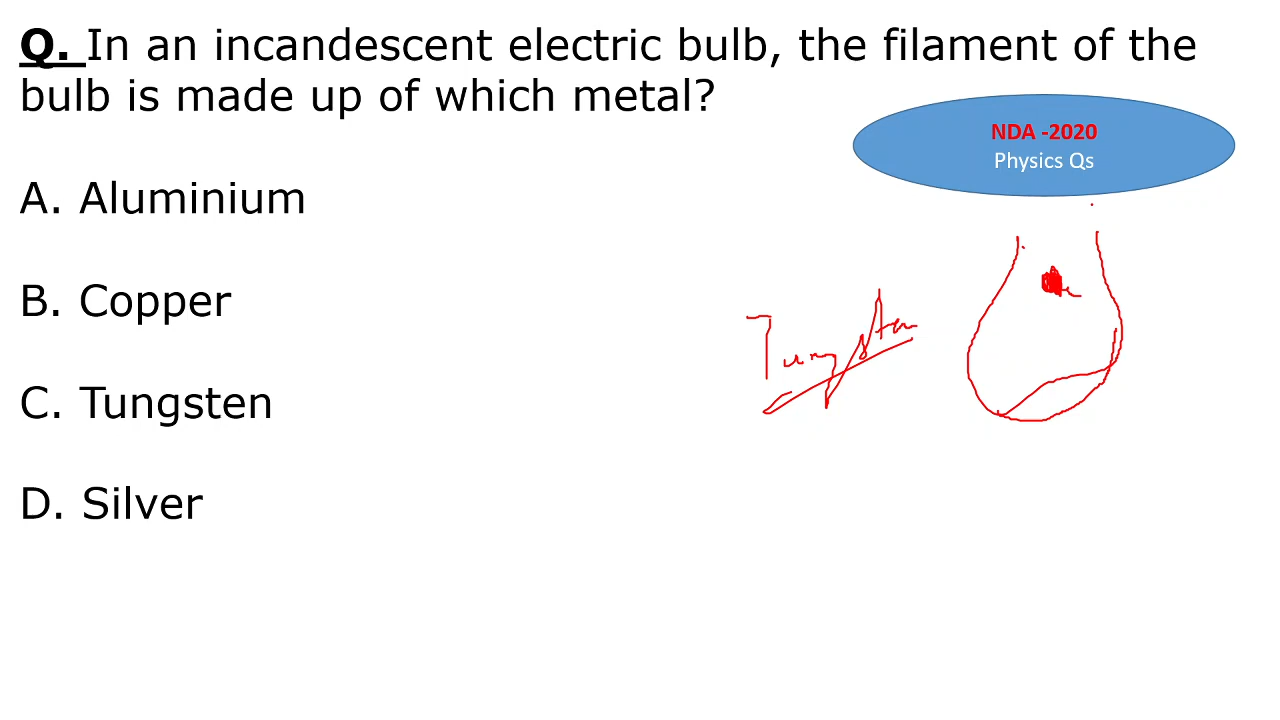 Q. In an incandescent electric bulb, the filament of the
bulb is made up of which metal?
NDA -2020
Physics Qs
A. Aluminium
B. Copper
C. Tungsten
D. Silver
Tungsten